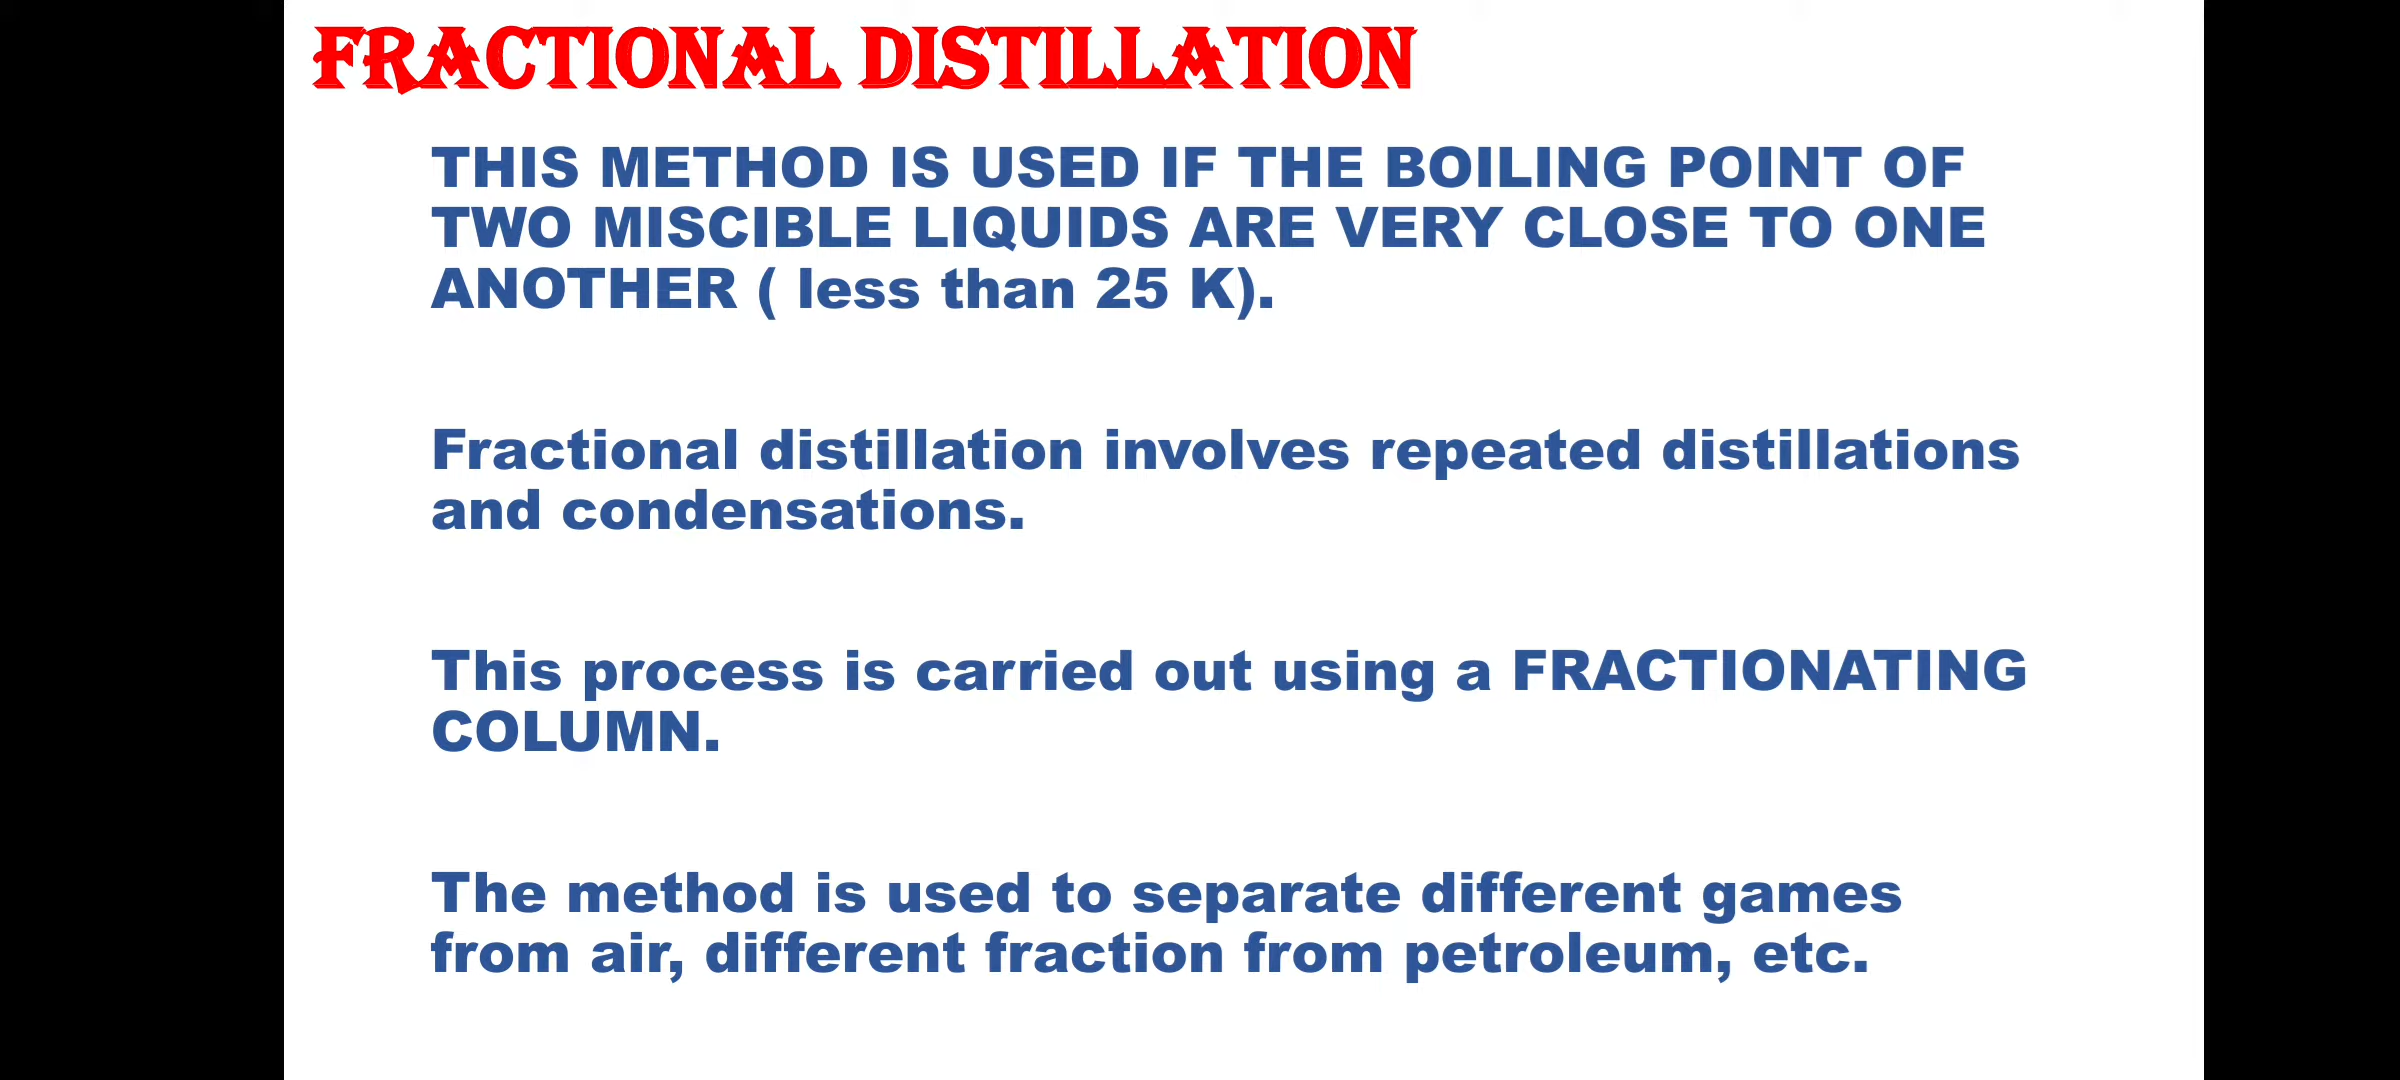 FRACTIONAL DISTILLATION
THIS METHOD IS USED IF THE BOILING POINT OF
TWO MISCIBLE LIQUIDS ARE VERY CLOSE TO ONE
ANOTHER ( less than 25 K).
Fractional distillation involves repeated distillations
and condensations.
This process is carried out using a FRACTIONATING
COLUMN.
The method is used to separate different games
from air, different fraction from petroleum, etc.